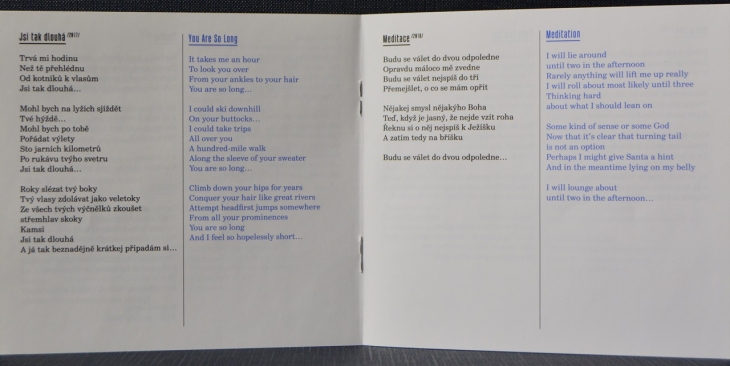 Jsi tak dlouhá /2017/
Trvá mi hodinu
Než tě přehlédnu
Od kotníků k vlasům
Jsi tak dlouhá...
Mohl bych na lyžích sjíždět
Tvé hýždě...
Mohl bych po tobě
Pořádat výlety
Sto jarních kilometrů
Po rukávu týho svetru
Jsi tak dlouhá...
Roky slézat tvý boky
Tvý vlasy zdolávat jako veletoky
Ze všech tvých výčnělků zkoušet
střemhlav skoky
Kamsi
Jsi tak dlouhá
A já tak beznadějně krátkej připadám si...
You Are So Long
It takes me an hour
To look you over
From your ankles to your hair
You are so long...
I could ski downhill
On your buttocks...
I could take trips
All over you
A hundred-mile walk
Along the sleeve of your sweater
You are so long...
Climb down your hips for years
Conquer your hair like great rivers
Attempt headfirst jumps somewhere
From all your prominences
You are so long
And I feel so hopelessly short...
Meditace /2016/
Budu se válet do dvou odpoledne
Opravdu máloco mě zvedne
Budu se válet nejspíš do tří
Přemejšlet, o co se mám opřít
Nějakej smysl nějakýho Boha
Teď, když je jasný, že nejde vzít roha
Řeknu si o něj nejspíš k Ježíšku
A zatím tedy na bříšku
Budu se válet do dvou odpoledne...
Meditation
I will lie around
until two in the afternoon
Rarely anything will lift me up really
I will roll about most likely until three
Thinking hard
about what I should lean on
Some kind of sense or some God
Now that it's clear that turning tail
is not an option
Perhaps I might give Santa a hint
And in the meantime lying on my belly
I will lounge about
until two in the afternoon...